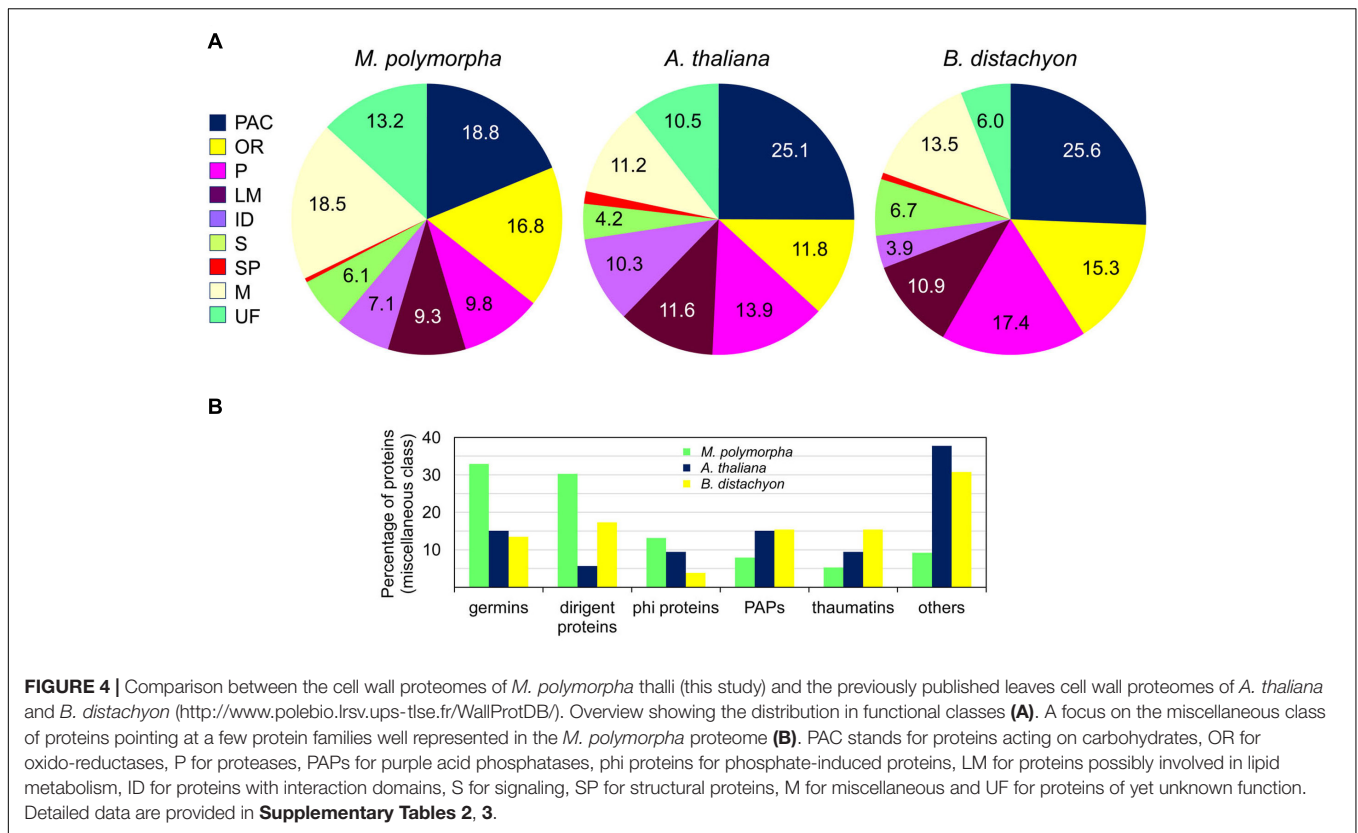 A
M. polymorpha
A. thaliana
B. distachyon
PAC
OR
P
LM
ID
S
SP
M
UF
18.8
16.8
9.8
9.3
7.1
6.1
18.5
13.2
25.1
11.8
13.9
11.6
10.3
4.2
11.2
10.5
25.6
15.3
17.4
10.9
3.9
6.7
13.5
6.0
B
Percentage of proteins
(miscellaneous class)
40
30
20
10
M. polymorpha
A. thaliana
B. distachyon
germins
dirigent
proteins
phi proteins
PAPs
thaumatins
others
FIGURE 4 | Comparison between the cell wall proteomes of M. polymorpha thalli (this study) and the previously published leaves cell wall proteomes of A. thaliana
and B. distachyon (http://www.polebio.lrsv.ups-tlse.fr/WallProtDB/). Overview showing the distribution in functional classes (A). A focus on the miscellaneous class
of proteins pointing at a few protein families well represented in the M. polymorpha proteome (B). PAC stands for proteins acting on carbohydrates, OR for
oxido-reductases, P for proteases, PAPs for purple acid phosphatases, phi proteins for phosphate-induced proteins, LM for proteins possibly involved in lipid
metabolism, ID for proteins with interaction domains, S for signaling, SP for structural proteins, M for miscellaneous and UF for proteins of yet unknown function.
Detailed data are provided in Supplementary Tables 2, 3.